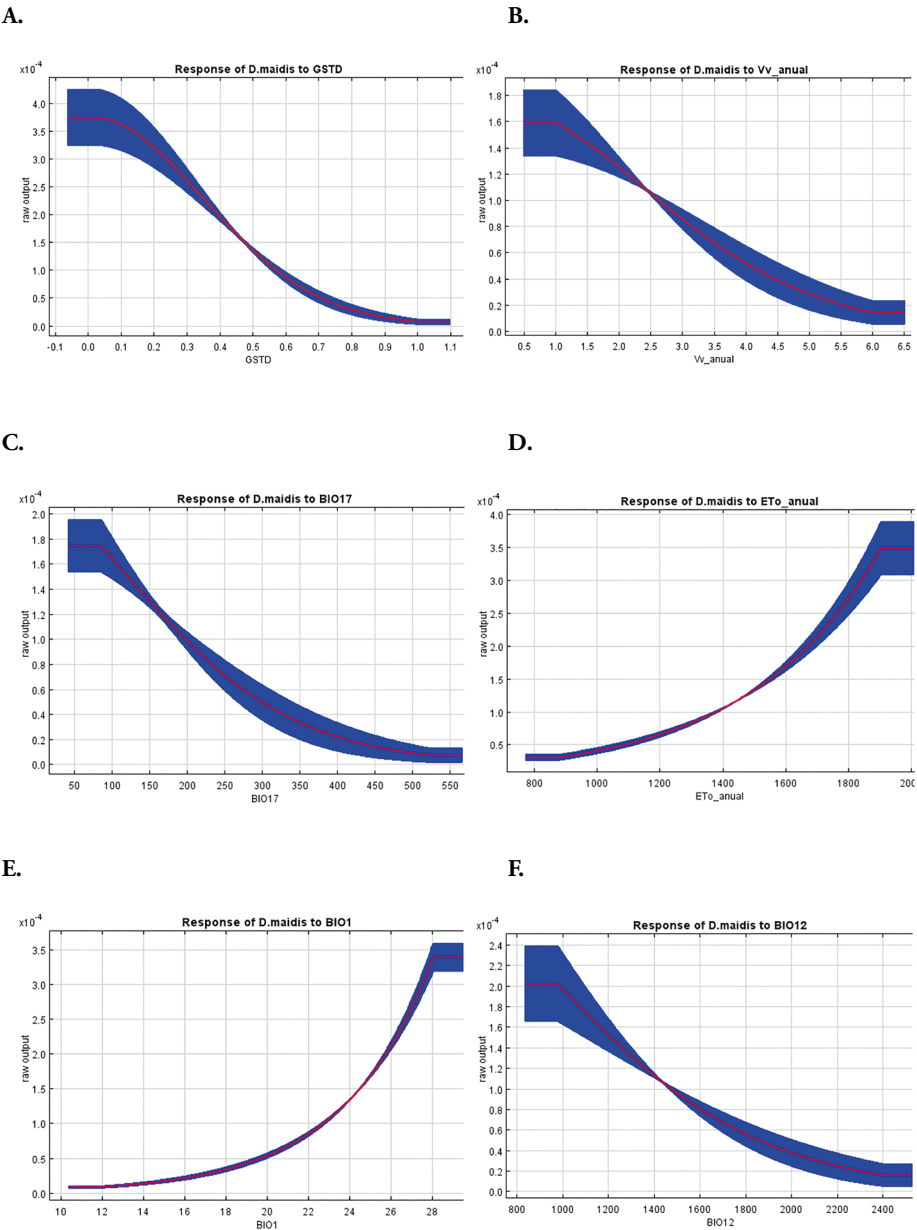 A.
Response of D.maidis to GSTD
x10⁻⁴
raw output
4.0
3.5
3.0
2.5
2.0
1.5
1.0
0.5
0.0
-0.1 0.0 0.1 0.2 0.3 0.4 0.5 0.6 0.7 0.8 0.9 1.0 1.1
GSTD
B.
Response of D.maidis to Vv_anual
x10⁻⁴
raw output
1.8
1.6
1.4
1.2
1.0
0.8
0.6
0.4
0.2
0.0
0.5 1.0 1.5 2.0 2.5 3.0 3.5 4.0 4.5 5.0 5.5 6.0 6.5
Vv_anual
C.
Response of D.maidis to BIO17
x10⁻⁴
raw output
2.0
1.8
1.6
1.4
1.2
1.0
0.8
0.6
0.4
0.2
0.0
50 100 150 200 250 300 350 400 450 500 550
BIO17
D.
Response of D.maidis to ETo_anual
x10⁻⁴
raw output
4.0
3.5
3.0
2.5
2.0
1.5
1.0
0.5
800 1000 1200 1400 1600 1800 200
ETo_anual
E.
Response of D.maidis to BIO1
x10⁻⁴
raw output
3.5
3.0
2.5
2.0
1.5
1.0
0.5
0.0
10 12 14 16 18 20 22 24 26 28
BIO1
F.
Response of D.maidis to BIO12
x10⁻⁴
raw output
2.4
2.2
2.0
1.8
1.6
1.4
1.2
1.0
0.8
0.6
0.4
0.2
0.0
800 1000 1200 1400 1600 1800 2000 2200 2400
BIO12